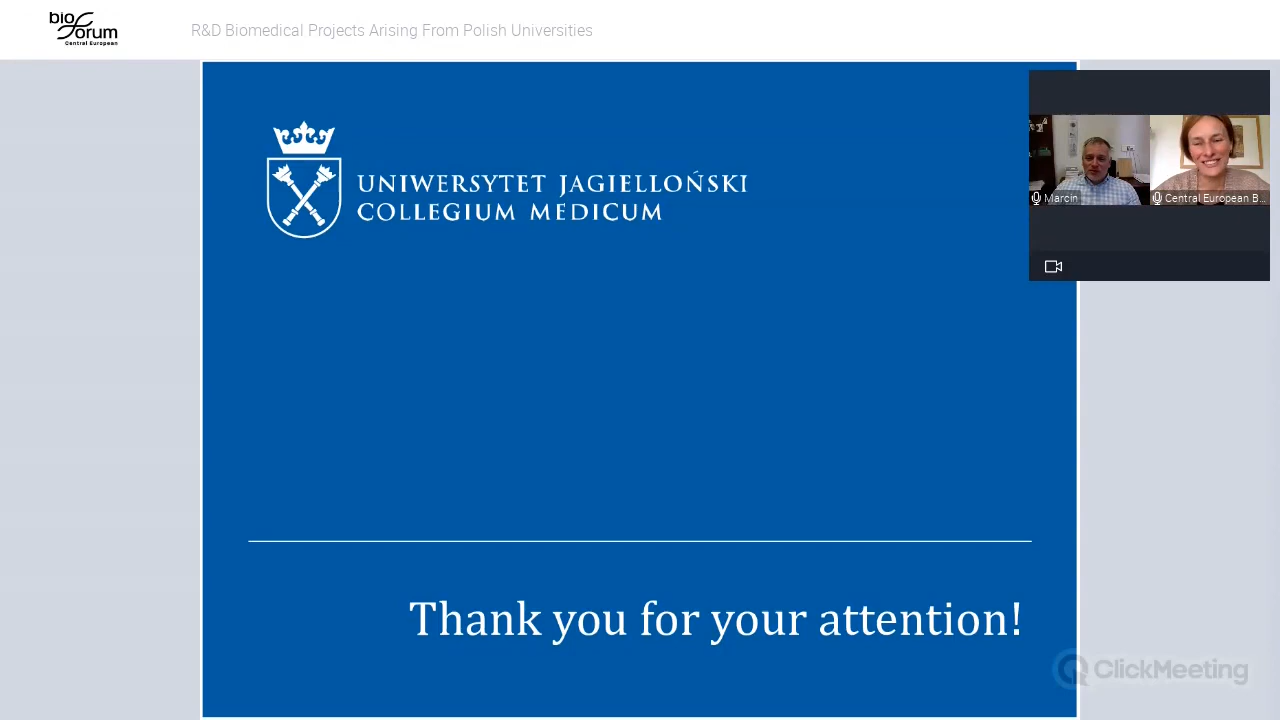 bio
Forum
Central European
R&D Biomedical Projects Arising From Polish Universities
UNIWERSYTET JAGIELLOŃSKI
COLLEGIUM MEDICUM
Marcin
Central European B...
Thank you for your attention!
ClickMeeting